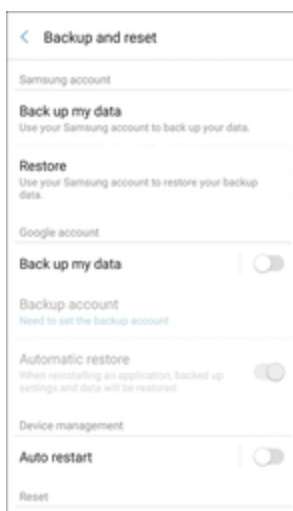 Backup and reset
Samsung account
Back up my data
Use your Samsung account to back up your data.
Restore
Use your Samsung account to restore your backup
data.
Google account
Back up my data
Backup account
Need to set the backup account
Automatic restore
When reinstalling an application, backed up
settings and data will be restored.
Device management
Auto restart
Reset